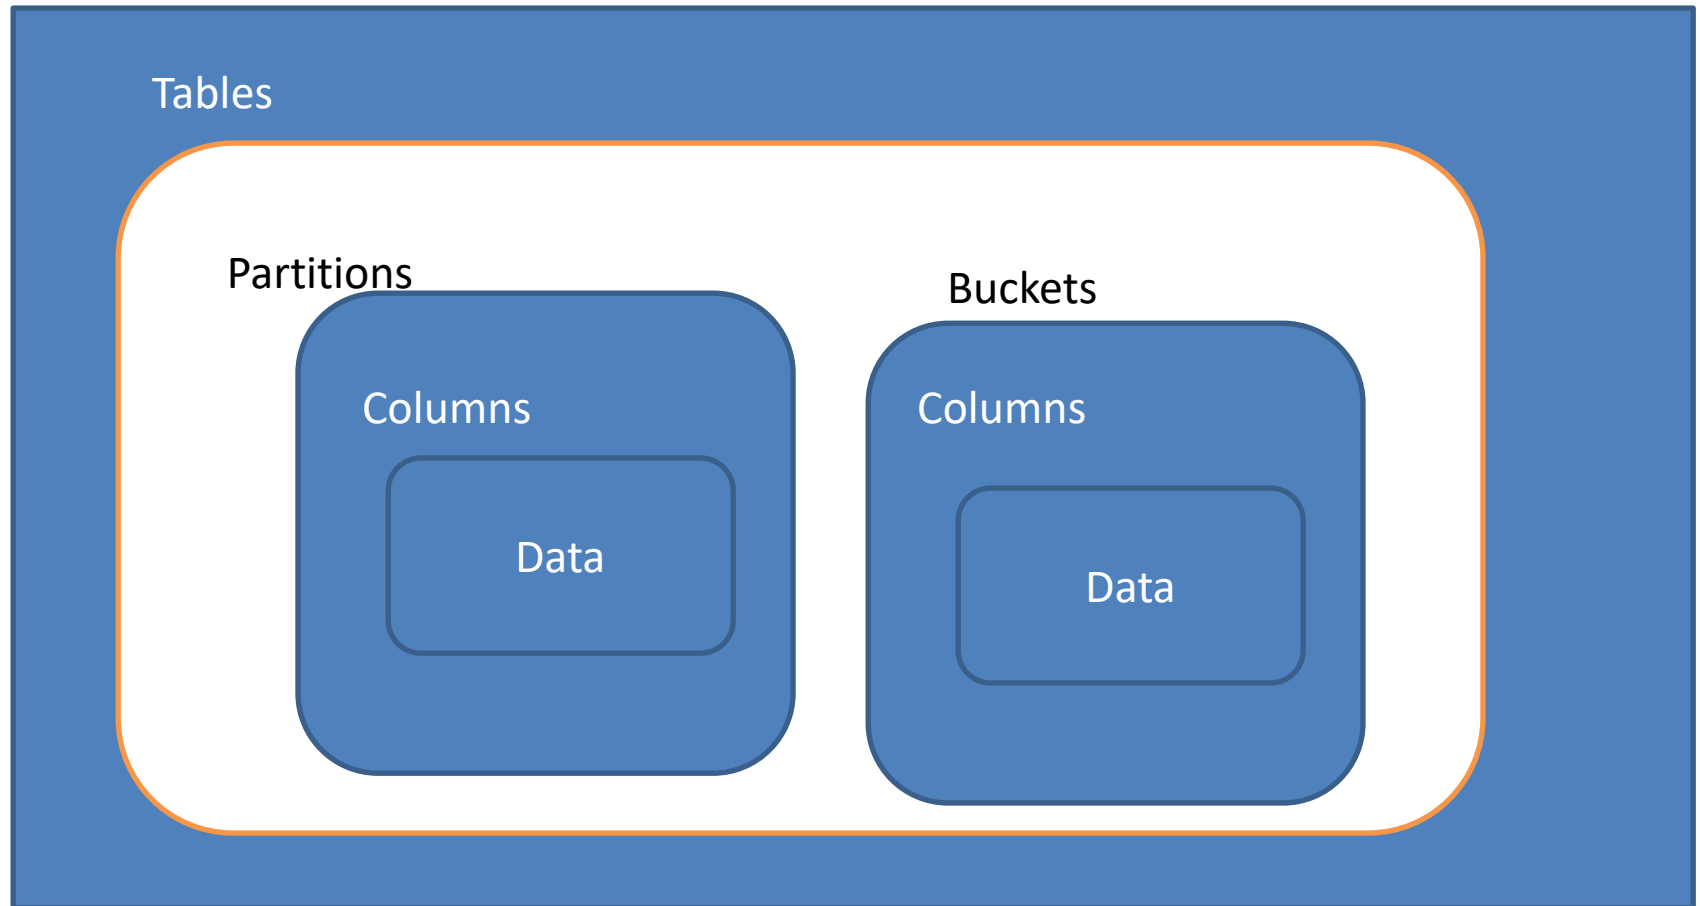 Tables
Partitions
Buckets
Columns
Columns
Data
Data